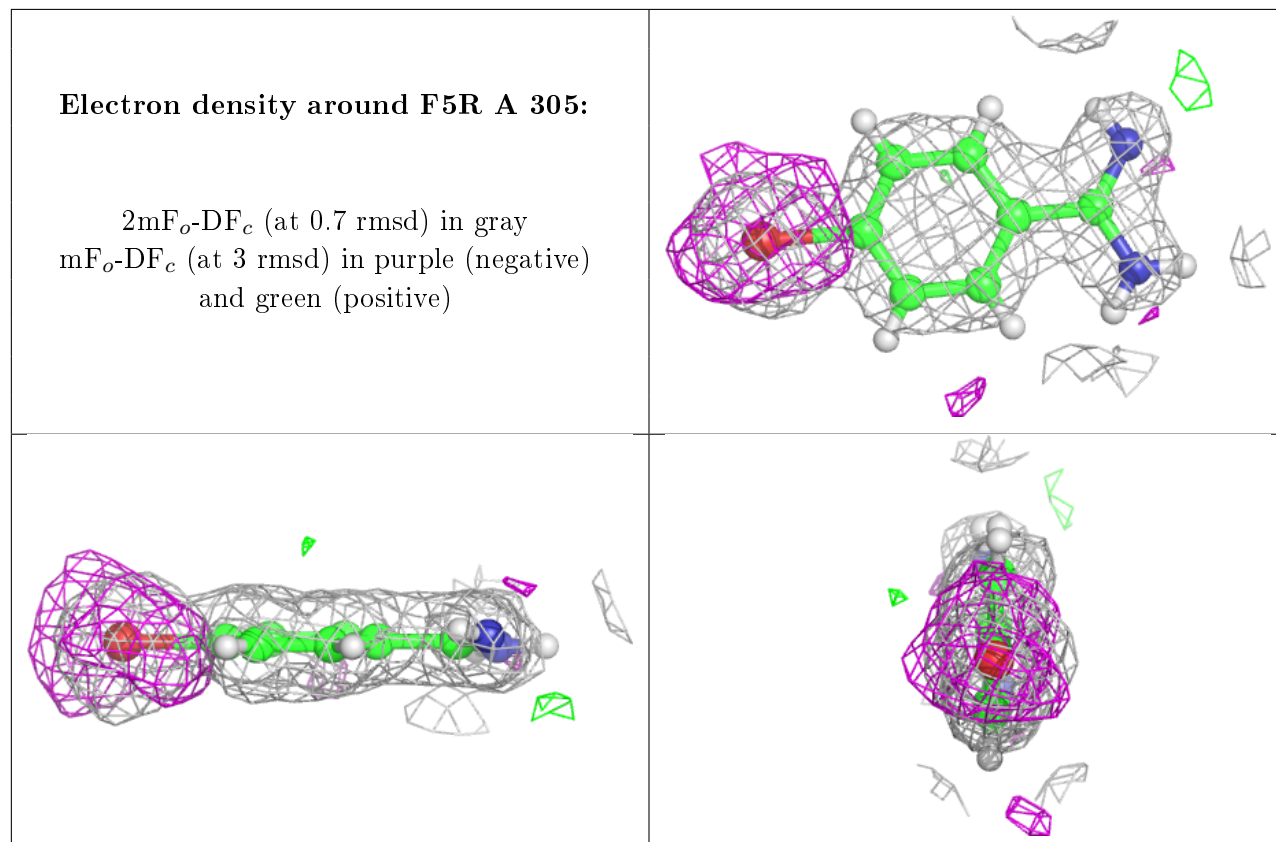 Electron density around F5R A 305:
2mFo-DFc (at 0.7 rmsd) in gray
mFo-DFc (at 3 rmsd) in purple (negative)
and green (positive)